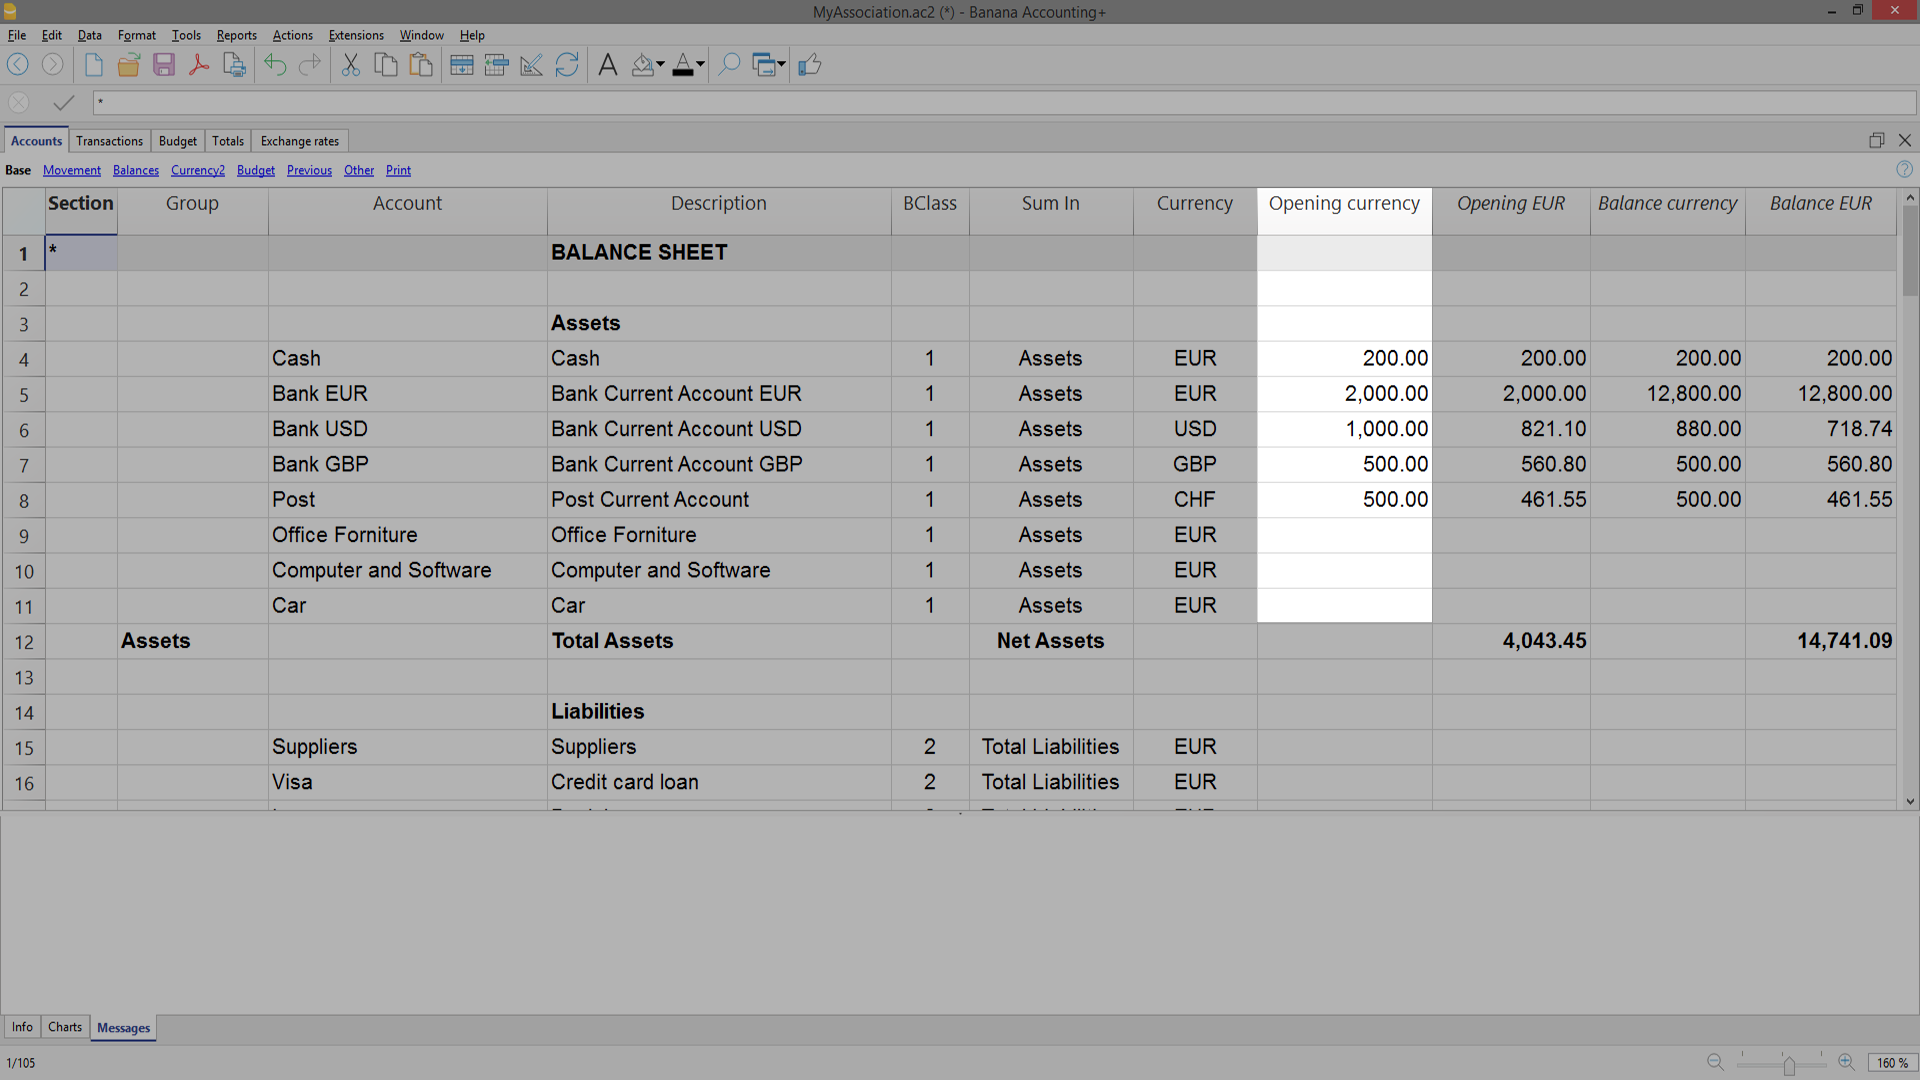 MyAssociation.ac2 (*) - Banana Accounting+
File Edit Data Format Tools Reports Actions Extensions Window Help
*
Accounts Transactions Budget Totals Exchange rates
Base Movement Balances Currency2 Budget Previous Other Print
Section Group Account Description BClass Sum In Currency Opening currency Opening EUR Balance currency Balance EUR
1 * BALANCE SHEET
2
3 Assets
4 Cash Cash 1 Assets EUR 200.00 200.00 200.00 200.00
5 Bank EUR Bank Current Account EUR 1 Assets EUR 2,000.00 2,000.00 12,800.00 12,800.00
6 Bank USD Bank Current Account USD 1 Assets USD 1,000.00 821.10 880.00 718.74
7 Bank GBP Bank Current Account GBP 1 Assets GBP 500.00 560.80 500.00 560.80
8 Post Post Current Account 1 Assets CHF 500.00 461.55 500.00 461.55
9 Office Forniture Office Forniture 1 Assets EUR
10 Computer and Software Computer and Software 1 Assets EUR
11 Car Car 1 Assets EUR
12 Assets Total Assets Net Assets 4,043.45 14,741.09
13
14 Liabilities
15 Suppliers Suppliers 2 Total Liabilities EUR
16 Visa Credit card loan 2 Total Liabilities EUR
Info Charts Messages
1/105
160 %